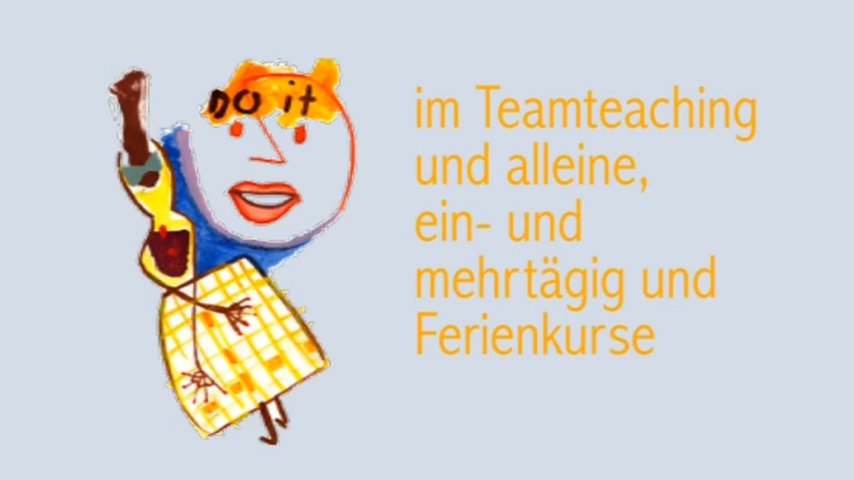 DO it
im Teamteaching
und alleine,
ein- und
mehrtägig und
Ferienkurse